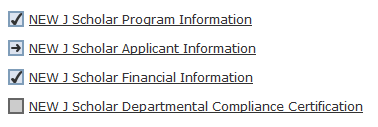 NEW J Scholar Program Information
NEW J Scholar Applicant Information
NEW J Scholar Financial Information
NEW J Scholar Departmental Compliance Certification